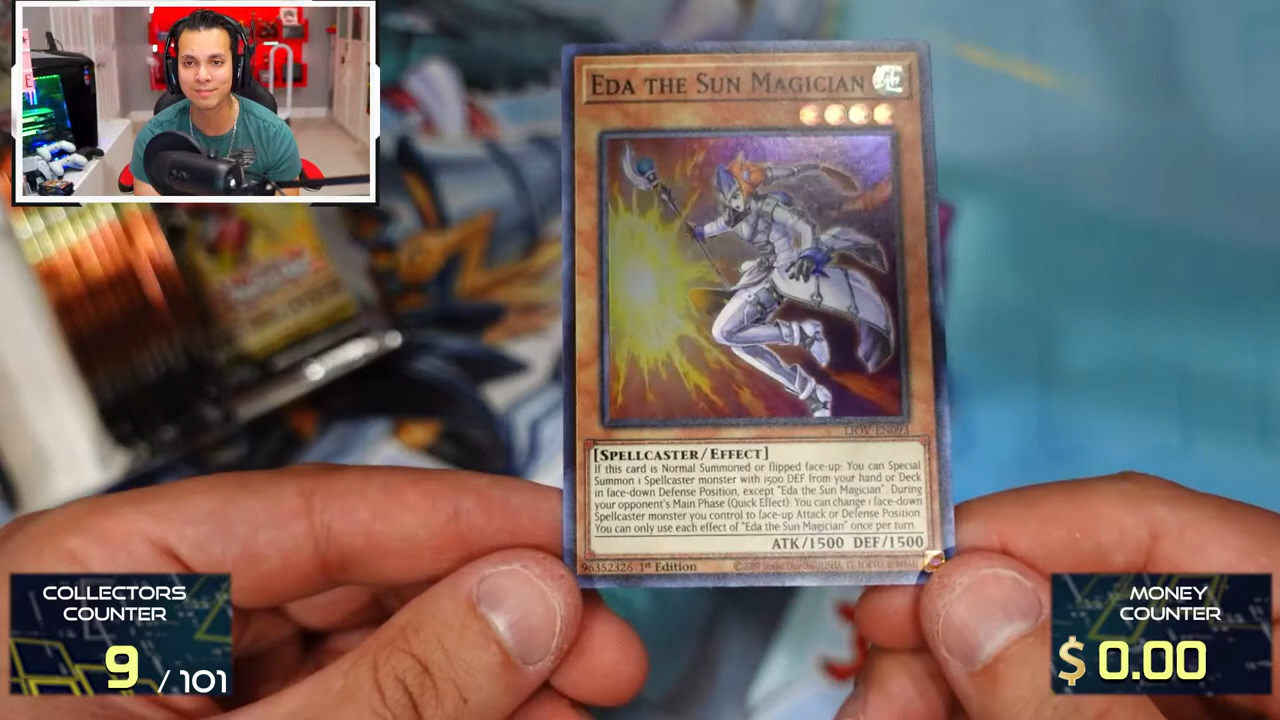 EDA THE SUN MAGICIAN
[SPELLCASTER/EFFECT]
If this card is Normal Summoned or flipped face-up: You can Special
Summon 1 Spellcaster monster with 1500 DEF from your hand or Deck
in face-down Defense Position, except "Eda the Sun Magician". During
your opponent's Main Phase (Quick Effect): You can change 1 face-down
Spellcaster monster you control to face-up Attack or Defense Position.
You can only use each effect of "Eda the Sun Magician" once per turn.
ATK/1500 DEF/1500
96352326 1st Edition
COLLECTORS
COUNTER
9 / 101
MONEY
COUNTER
$ 0.00